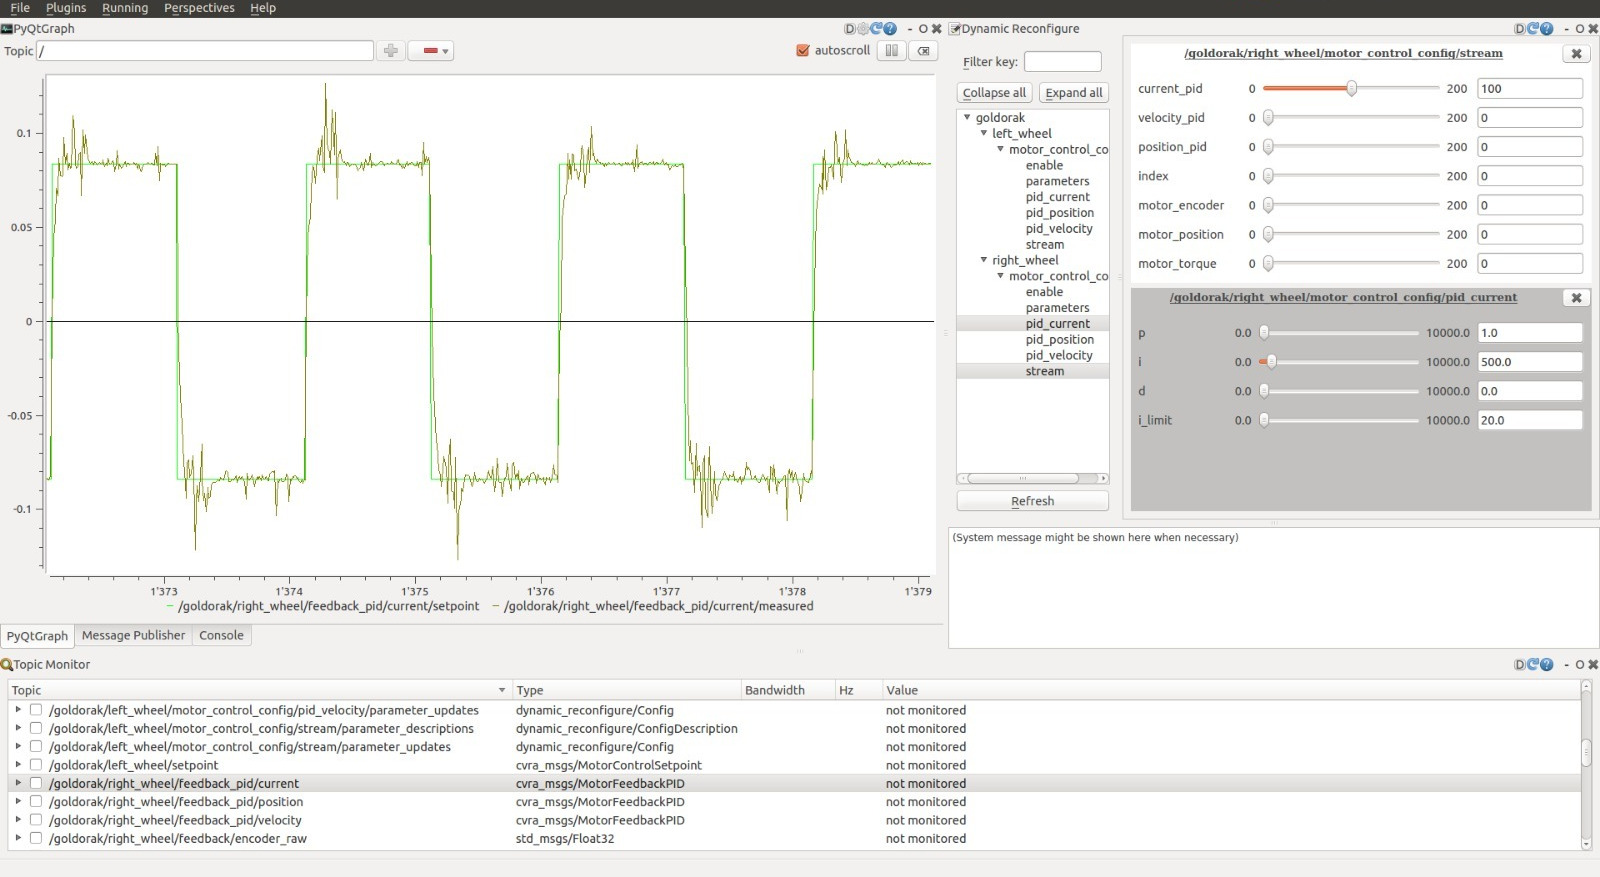 File Plugins Running Perspectives Help
PyQtGraph
D
- O
Topic /
autoscroll
0.1
0.05
0
-0.05
-0.1
1'373 1'374 1'375 1'376 1'377 1'378 1'379
/goldorak/right_wheel/feedback_pid/current/setpoint /goldorak/right_wheel/feedback_pid/current/measured
PyQtGraph Message Publisher Console
Dynamic Reconfigure
D
- O
Filter key:
Collapse all Expand all
goldorak
left_wheel
motor_control_co
enable
parameters
pid_current
pid_position
pid_velocity
stream
right_wheel
motor_control_co
enable
parameters
pid_current
pid_position
pid_velocity
stream
Refresh
/goldorak/right_wheel/motor_control_config/stream
current_pid 0 200 100
velocity_pid 0 200 0
position_pid 0 200 0
index 0 200 0
motor_encoder 0 200 0
motor_position 0 200 0
motor_torque 0 200 0
/goldorak/right_wheel/motor_control_config/pid_current
p 0.0 10000.0 1.0
i 0.0 10000.0 500.0
d 0.0 10000.0 0.0
i_limit 0.0 10000.0 20.0
(System message might be shown here when necessary)
Topic Monitor
D
- O
Topic Type Bandwidth Hz Value
/goldorak/left_wheel/motor_control_config/pid_velocity/parameter_updates dynamic_reconfigure/Config not monitored
/goldorak/left_wheel/motor_control_config/stream/parameter_descriptions dynamic_reconfigure/ConfigDescription not monitored
/goldorak/left_wheel/motor_control_config/stream/parameter_updates dynamic_reconfigure/Config not monitored
/goldorak/left_wheel/setpoint cvra_msgs/MotorControlSetpoint not monitored
/goldorak/right_wheel/feedback_pid/current cvra_msgs/MotorFeedbackPID not monitored
/goldorak/right_wheel/feedback_pid/position cvra_msgs/MotorFeedbackPID not monitored
/goldorak/right_wheel/feedback_pid/velocity cvra_msgs/MotorFeedbackPID not monitored
/goldorak/right_wheel/feedback/encoder_raw std_msgs/Float32 not monitored